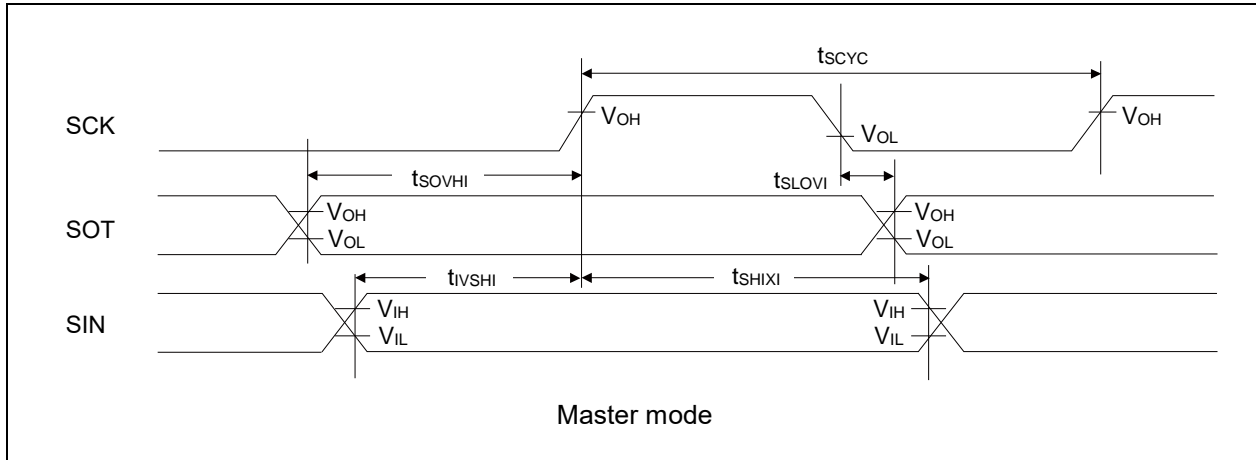 tSCYC
SCK
VOH
VOL
VOH
tSOVHI
tSLOVI
SOT
VOH
VOL
VOH
VOL
tIVSHI
tSHIXI
SIN
VIH
VIL
VIH
VIL
Master mode